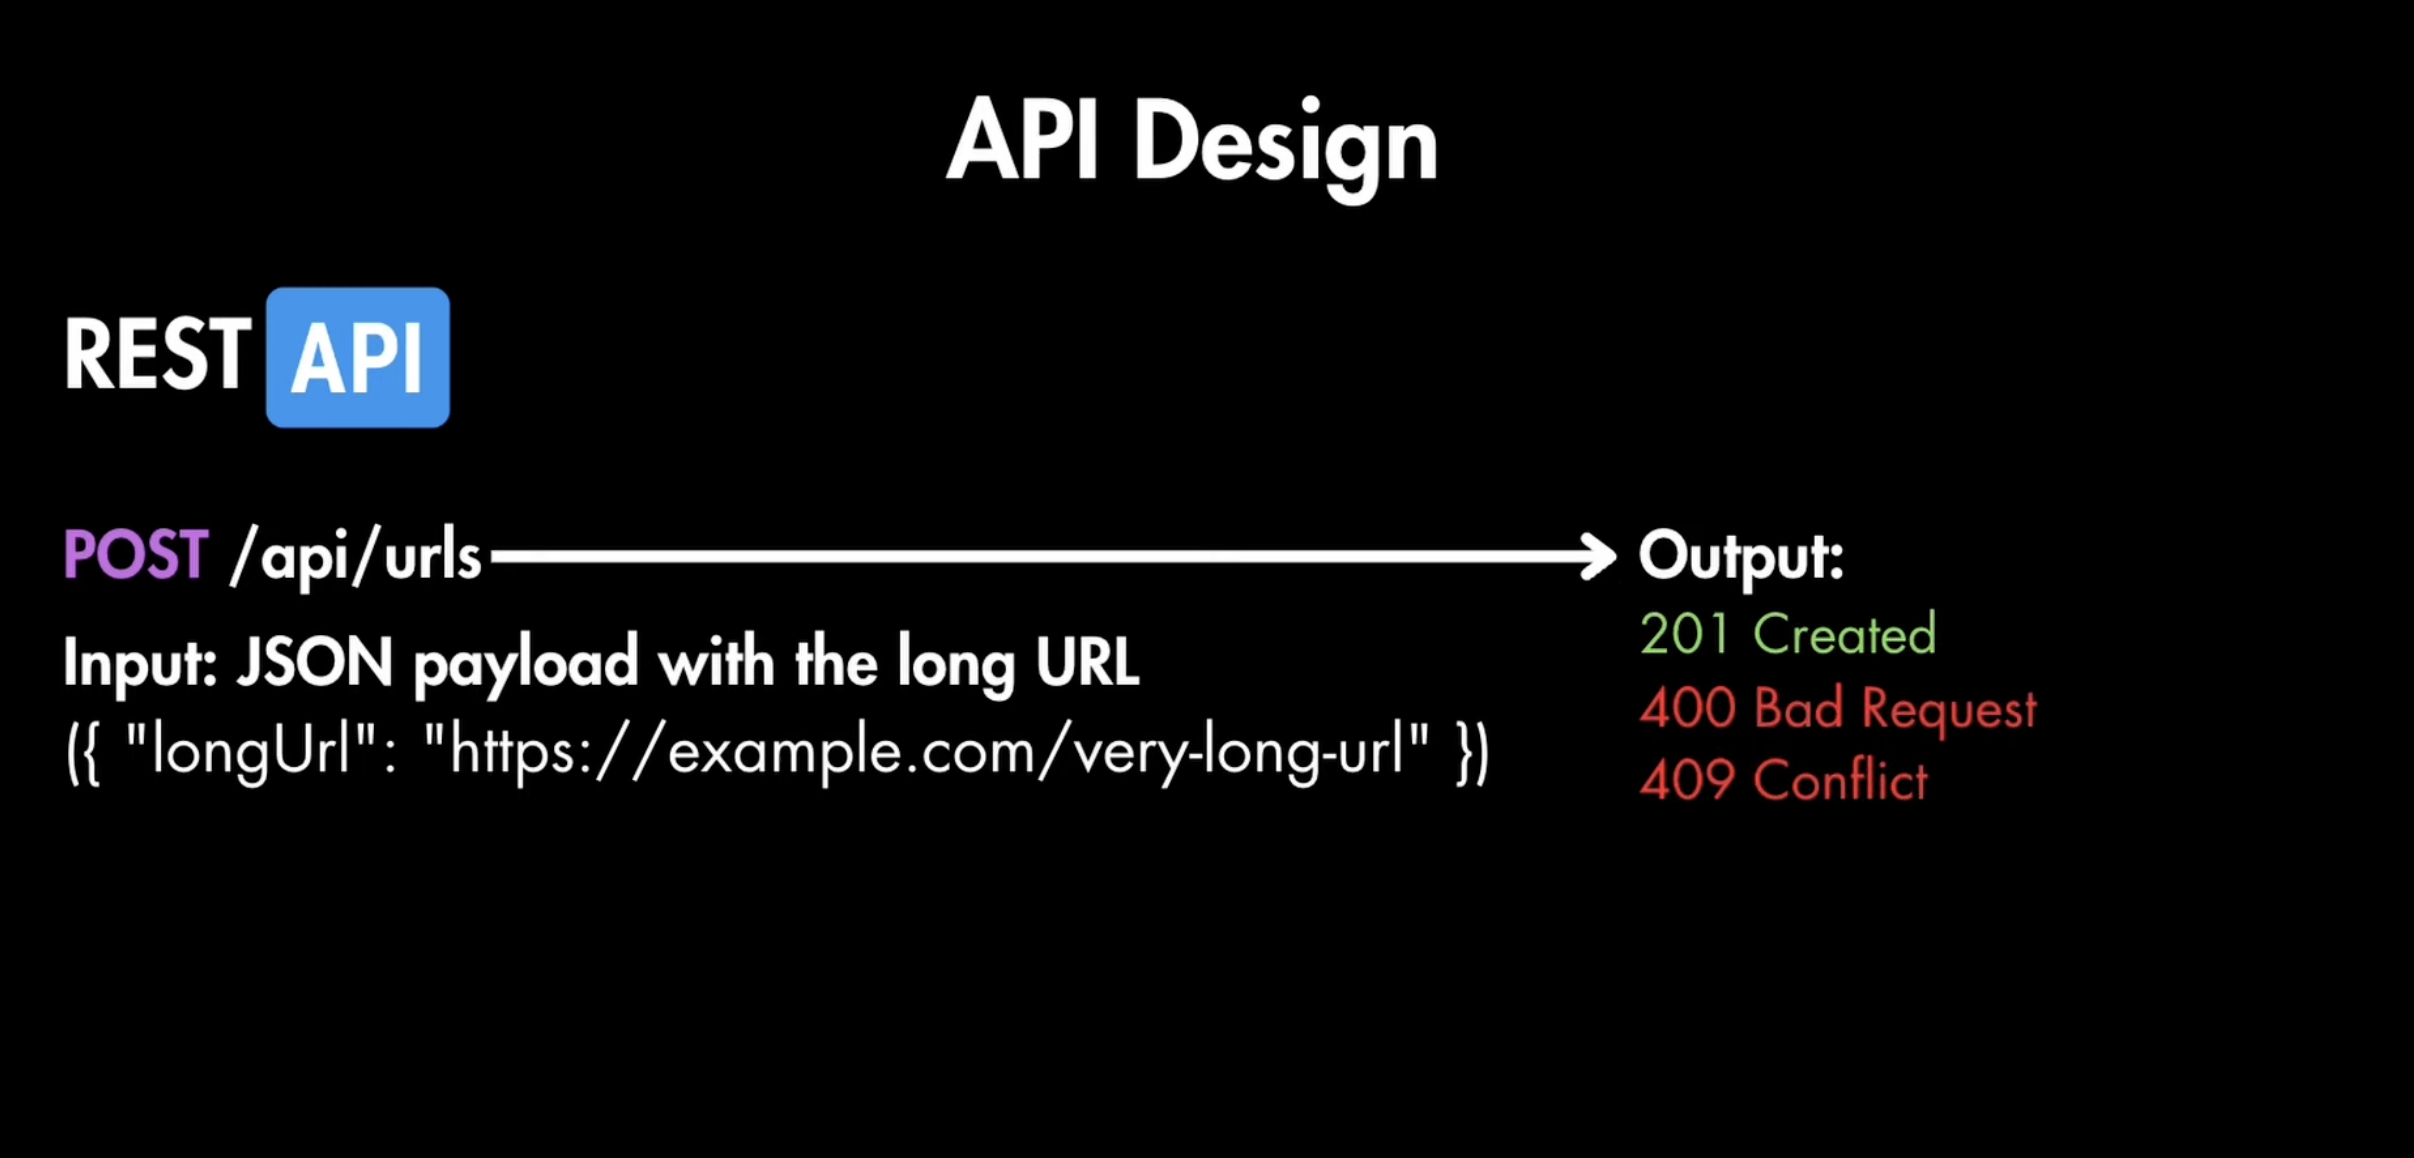 API Design
REST API
POST /api/urls
Input: JSON payload with the long URL
({ "longUrl": "https://example.com/very-long-url" })
Output:
201 Created
400 Bad Request
409 Conflict